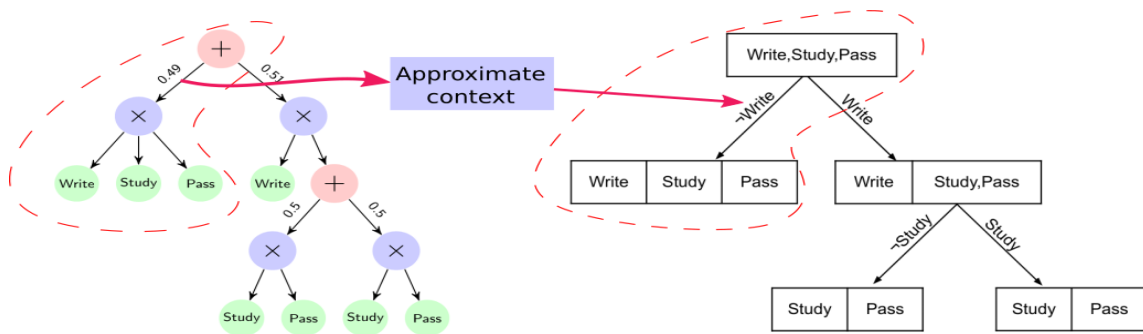 +
0.49
0.51
×
×
Write
Study
Pass
Write
+
0.5
0.5
×
×
Study
Pass
Study
Pass
Approximate
context
Write,Study,Pass
¬Write
Write
Write Study Pass
Write Study,Pass
¬Study
Study
Study Pass
Study Pass